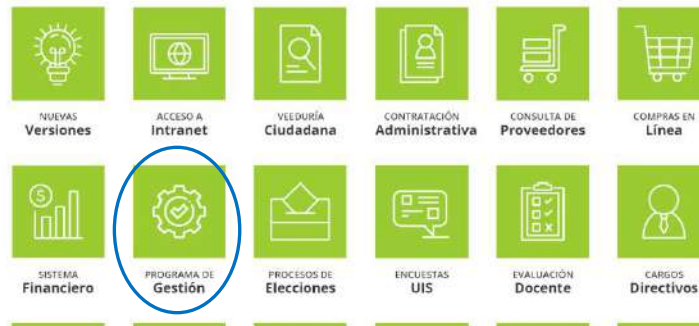 NUEVAS
Versiones
ACCESO A
Intranet
VEEDURÍA
Ciudadana
CONTRATACIÓN
Administrativa
CONSULTA DE
Proveedores
COMPRAS EN
Línea
$
SISTEMA
Financiero
PROGRAMA DE
Gestión
PROCESOS DE
Elecciones
ENCUESTAS
UIS
EVALUACIÓN
Docente
CARGOS
Directivos